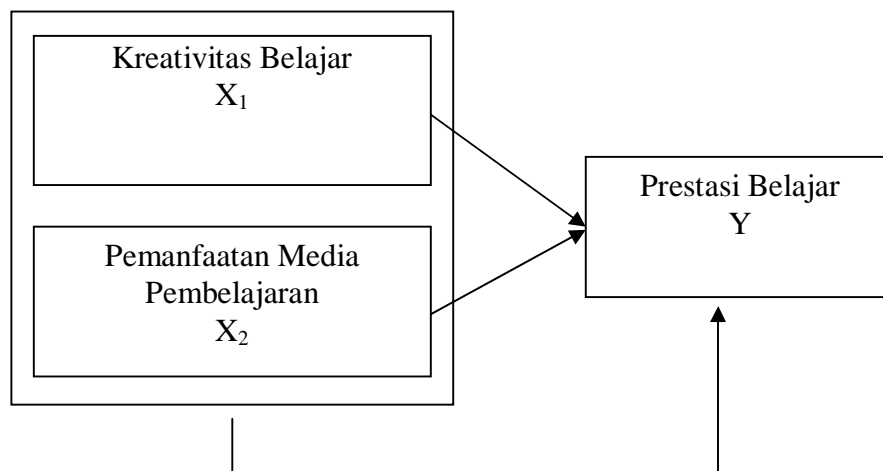 Kreativitas Belajar
X₁
Pemanfaatan Media
Pembelajaran
X₂
Prestasi Belajar
Y